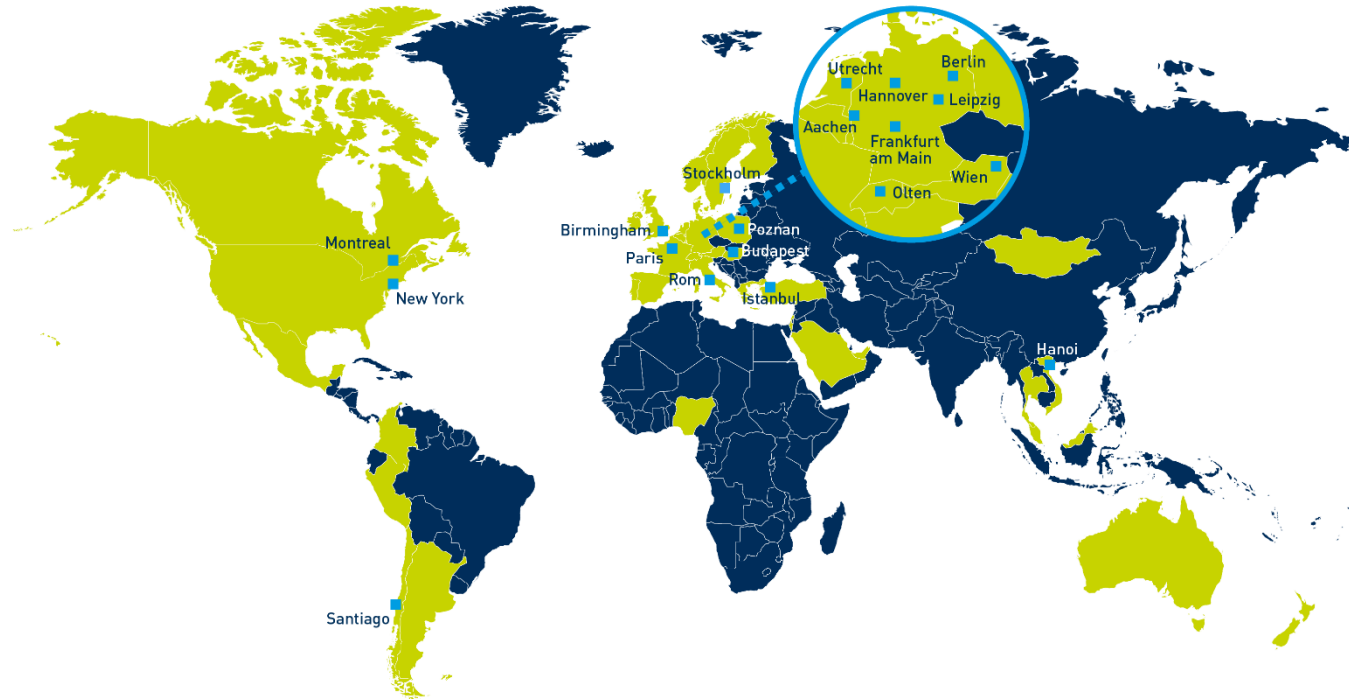 Utrecht
Berlin
Hannover
Leipzig
Aachen
Frankfurt
am Main
Wien
Olten
Stockholm
Birmingham
Poznan
Montreal
Paris
Budapest
Rom
New York
Istanbul
Hanoi
Santiago